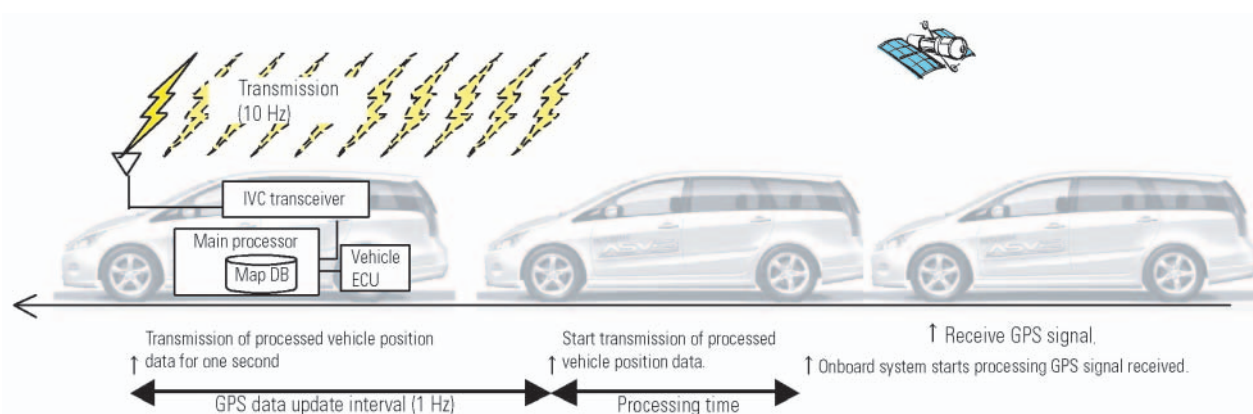 Transmission
(10 Hz)
IVC transceiver
Main processor
Map DB
Vehicle
ECU
Transmission of processed vehicle position
data for one second
Start transmission of processed
vehicle position data.
Receive GPS signal.
Onboard system starts processing GPS signal received.
GPS data update interval (1 Hz)
Processing time